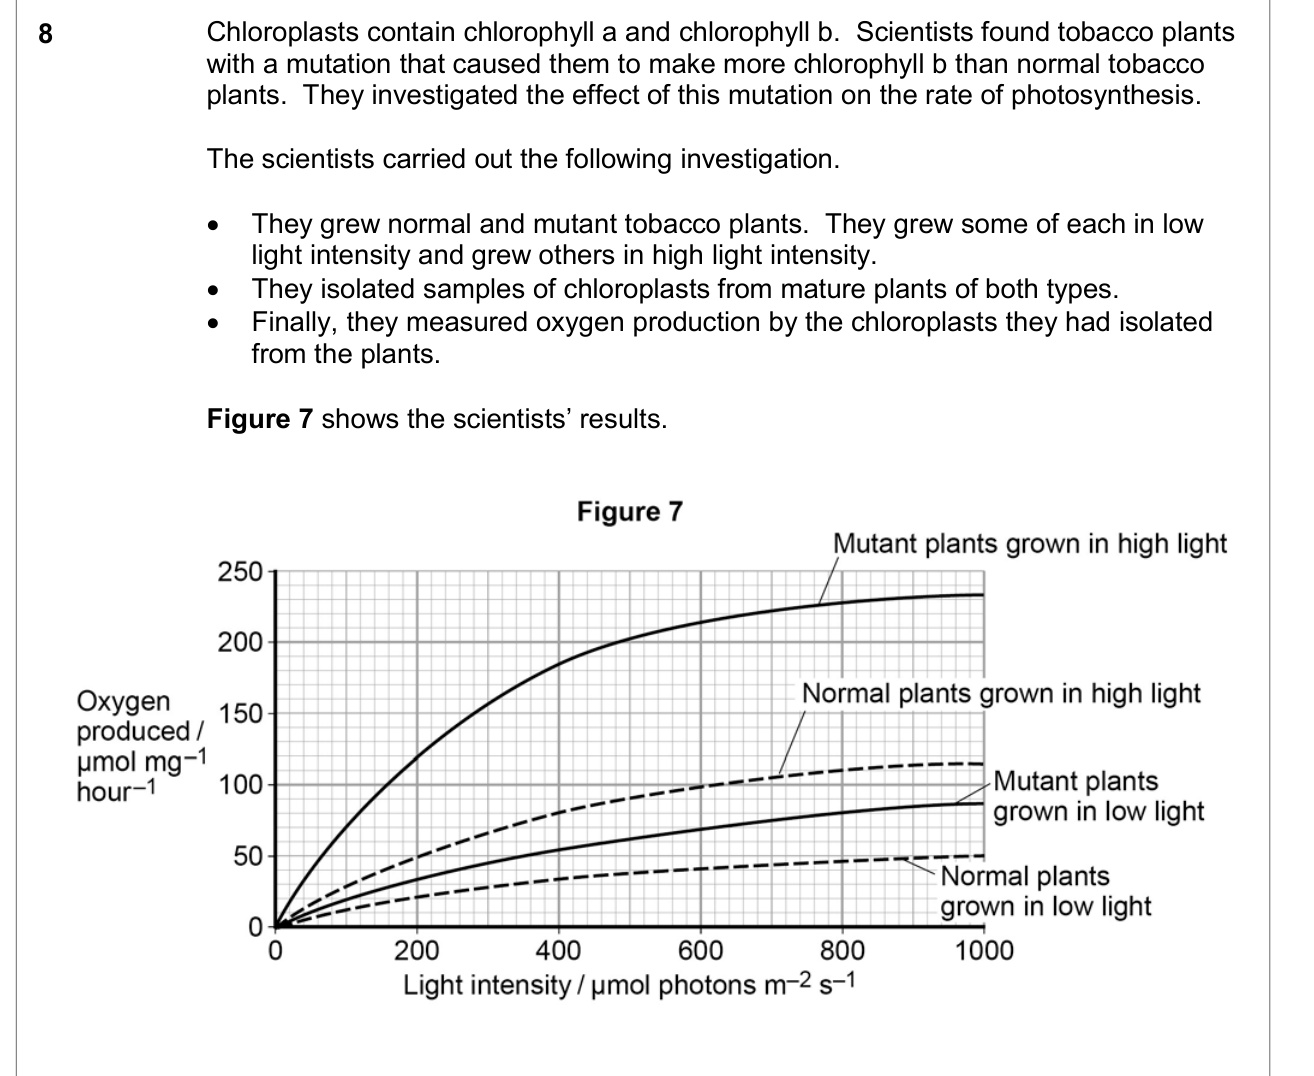 8
Chloroplasts contain chlorophyll a and chlorophyll b.  Scientists found tobacco plants
with a mutation that caused them to make more chlorophyll b than normal tobacco
plants.  They investigated the effect of this mutation on the rate of photosynthesis.
The scientists carried out the following investigation.
• They grew normal and mutant tobacco plants.  They grew some of each in low
light intensity and grew others in high light intensity.
• They isolated samples of chloroplasts from mature plants of both types.
• Finally, they measured oxygen production by the chloroplasts they had isolated
from the plants.
Figure 7 shows the scientists’ results.
Figure 7
Mutant plants grown in high light
250
200
Normal plants grown in high light
Oxygen
produced /
µmol mg–1
hour–1
150
100
Mutant plants
grown in low light
50
Normal plants
grown in low light
0
0 200 400 600 800 1000
Light intensity / µmol photons m–2 s–1